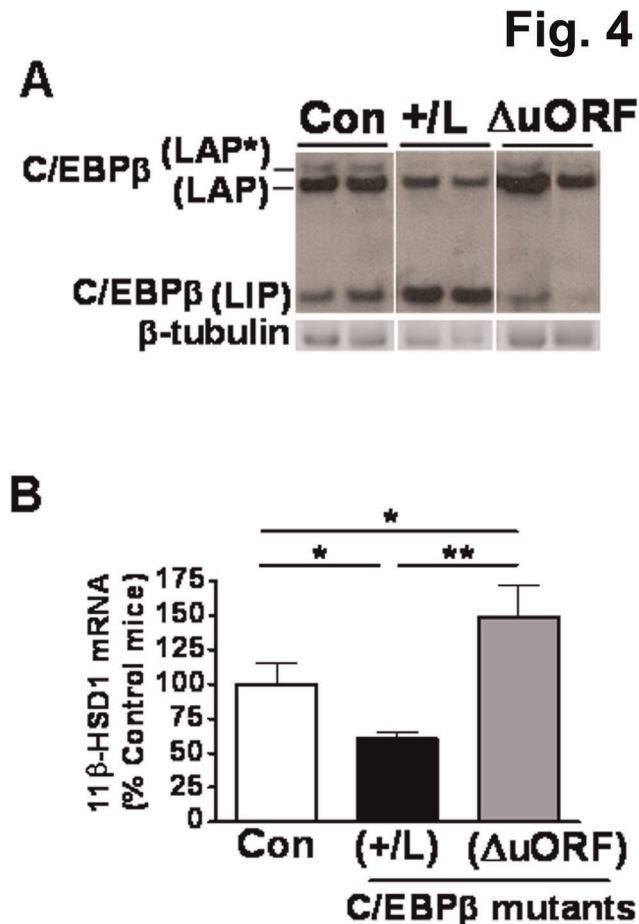 Fig. 4
A
Con +/L ΔuORF
C/EBPβ (LAP*)
(LAP)
C/EBPβ (LIP)
β-tubulin
B
*
* **
11β-HSD1 mRNA
(% Control mice)
175
150
125
100
75
50
25
0
Con (+/L) (ΔuORF)
C/EBPβ mutants